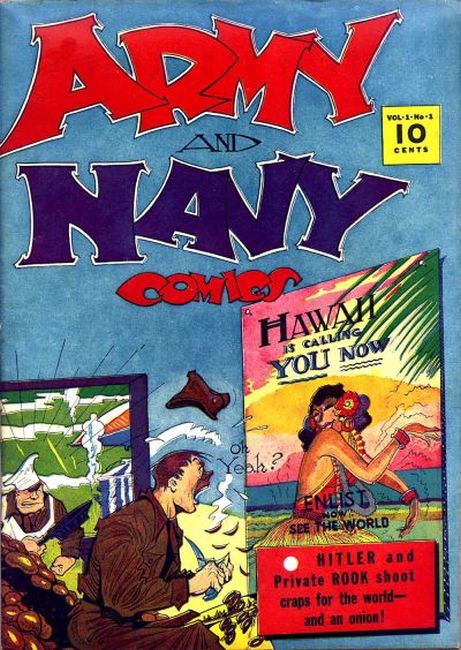 ARMY
AND
NAVY
COMICS
VOL-1-No-1
10
CENTS
HAWAII
IS CALLING
YOU NOW
Oh
Yeah?
ENLIST
NOW
SEE THE WORLD
HITLER and
Private ROOK shoot
craps for the world—
and an onion!